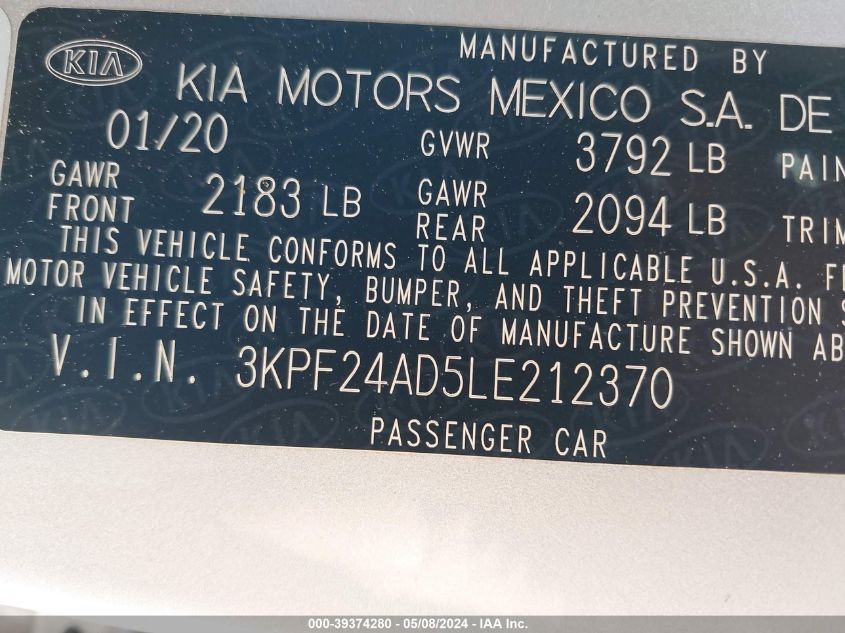 KIA
MANUFACTURED BY
KIA MOTORS MEXICO S.A. DE
01/20 GVWR 3792 LB
GAWR FRONT 2183 LB GAWR REAR 2094 LB TRIM
THIS VEHICLE CONFORMS TO ALL APPLICABLE U.S.A.
MOTOR VEHICLE SAFETY, BUMPER, AND THEFT PREVENTION
IN EFFECT ON THE DATE OF MANUFACTURE SHOWN
V.I.N. 3KPF24AD5LE212370
PASSENGER CAR
000-39374280 - 05/08/2024 - IAA Inc.